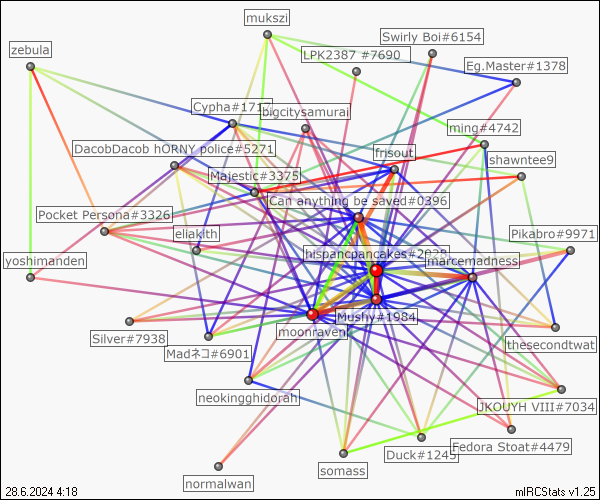 mukszi
Swirly Boi#6154
zebula
LPK2387 #7690
Eg.Master#1378
Cypha#171
bigcitysamurai
ming#4742
DacobDacob hORNY police#5271
frisout
shawntee9
Majestic#3375
Can anything be saved#0396
Pocket Persona#3326
eliakith
Pikabro#9971
yoshimanden
hispancpancakes#2028
marcemadness
Mushy#1984
moonraven
Silver#7938
thesecondtwat
Madネコ#6901
neokingghidorah
JKOUYH VIII#7034
Fedora Stoat#4479
Duck#1245
somass
normalwan
28.6.2024 4:18
mIRCStats v1.25